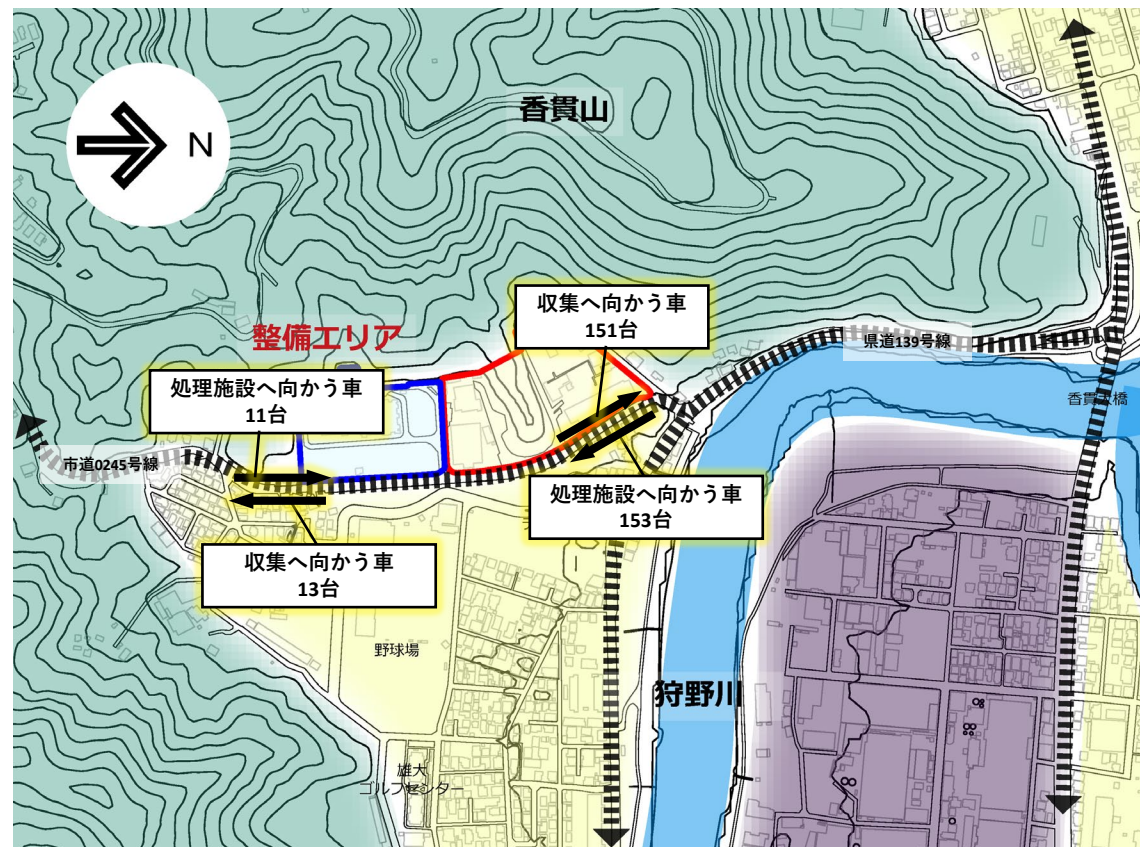 香貫山
N
収集へ向かう車
151台
整備エリア
県道139号線
処理施設へ向かう車
11台
市道0245号線
処理施設へ向かう車
153台
収集へ向かう車
13台
野球場
狩野川
雄大
ゴルフセンター